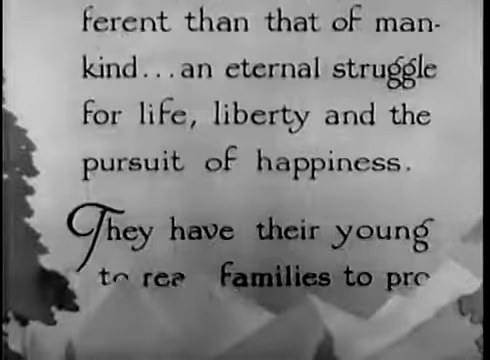 ferent than that of man-
kind...an eternal struggle
for life, liberty and the
pursuit of happiness.
They have their young
to families to